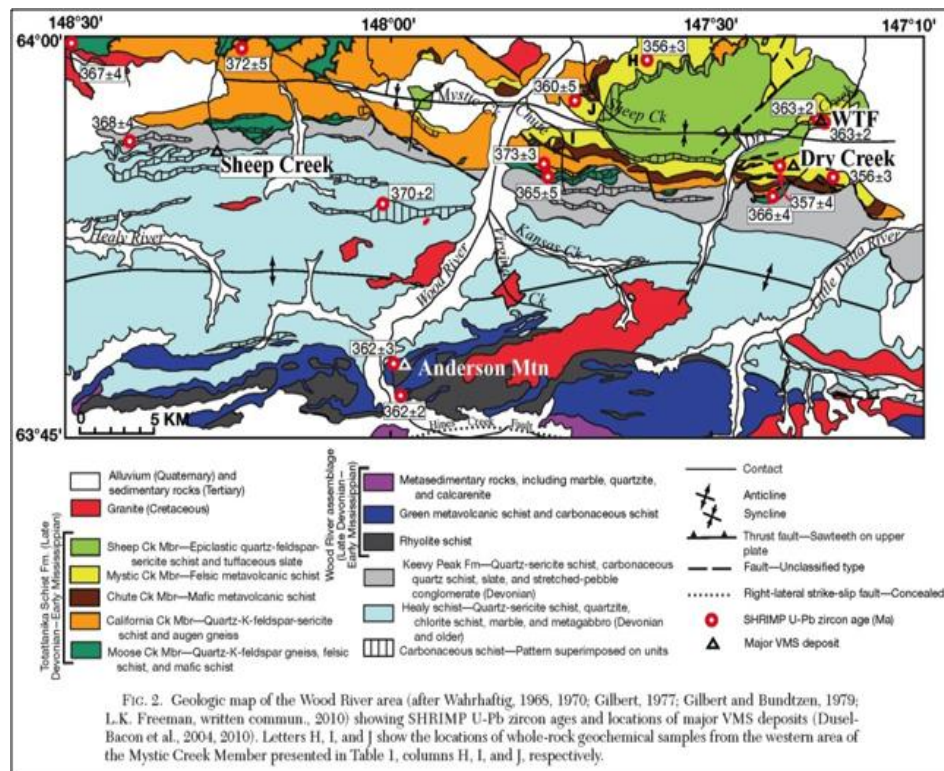 148°30'
148°00'
147°30'
147°10'
64°00'
367±4
372±5
360±5
356±3
H
J
Mystic Ck
Chute
Sheep Ck
Creek
363±2
WTF
363±2
368±4
Sheep Creek
373±3
365±5
Dry Creek
356±3
357±4
366±4
370±2
Healy River
Wood River
Virginia
Ck
Kansas Ck
Little Delta River
362±3
Anderson Mtn
362±2
Hines Creek Fault
0 5 KM
63°45'
Alluvium (Quaternary) and
sedimentary rocks (Tertiary)
Granite (Cretaceous)
Totatlanika Schist Fm. (Late
Devonian–Early Mississippian)
Sheep Ck Mbr—Epiclastic quartz-feldspar-
sericite schist and tuffaceous slate
Mystic Ck Mbr—Felsic metavolcanic schist
Chute Ck Mbr—Mafic metavolcanic schist
California Ck Mbr—Quartz-K-feldspar-sericite
schist and augen gneiss
Moose Ck Mbr—Quartz-K-feldspar gneiss, felsic
schist, and mafic schist
Wood River assemblage
(Late Devonian–
Early Mississippian)
Metasedimentary rocks, including marble, quartzite,
and calcarenite
Green metavolcanic schist and carbonaceous schist
Rhyolite schist
Keevy Peak Fm—Quartz-sericite schist, carbonaceous
quartz schist, slate, and stretched-pebble
conglomerate (Devonian)
Healy schist—Quartz-sericite schist, quartzite,
chlorite schist, marble, and metagabbro (Devonian
and older)
Carbonaceous schist—Pattern superimposed on units
Contact
Anticline
Syncline
Thrust fault—Sawteeth on upper
plate
Fault—Unclassified type
Right-lateral strike-slip fault—Concealed
SHRIMP U-Pb zircon age (Ma)
Major VMS deposit
FIG. 2. Geologic map of the Wood River area (after Wahrhaftig, 1968, 1970; Gilbert, 1977; Gilbert and Bundtzen, 1979;
L.K. Freeman, written commun., 2010) showing SHRIMP U-Pb zircon ages and locations of major VMS deposits (Dusel-
Bacon et al., 2004, 2010). Letters H, I, and J show the locations of whole-rock geochemical samples from the western area of
the Mystic Creek Member presented in Table 1, columns H, I, and J, respectively.